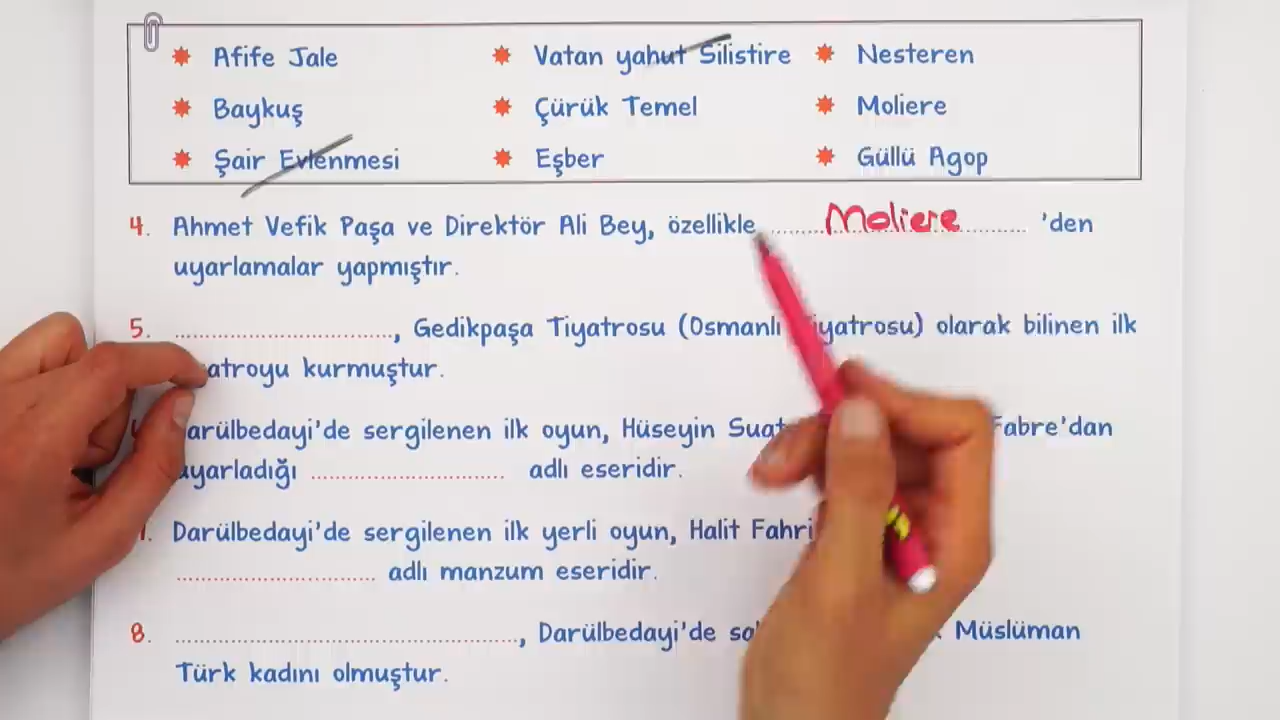 Afife Jale
Vatan yahut Silistire
Nesteren
Baykuş
Çürük Temel
Moliere
Şair Evlenmesi
Eşber
Güllü Agop
4. Ahmet Vefik Paşa ve Direktör Ali Bey, özellikle Moliere 'den
uyarlamalar yapmıştır.
5. ............................, Gedikpaşa Tiyatrosu (Osmanlı iyatrosu) olarak bilinen ilk
atroyu kurmuştur.
arülbedayi'de sergilenen ilk oyun, Hüseyin Suat Fabre'dan
uyarladığı ......................... adlı eseridir.
Darülbedayi'de sergilenen ilk yerli oyun, Halit Fahri
......................... adlı manzum eseridir.
8. ............................................, Darülbedayi'de Müslüman
Türk kadını olmuştur.